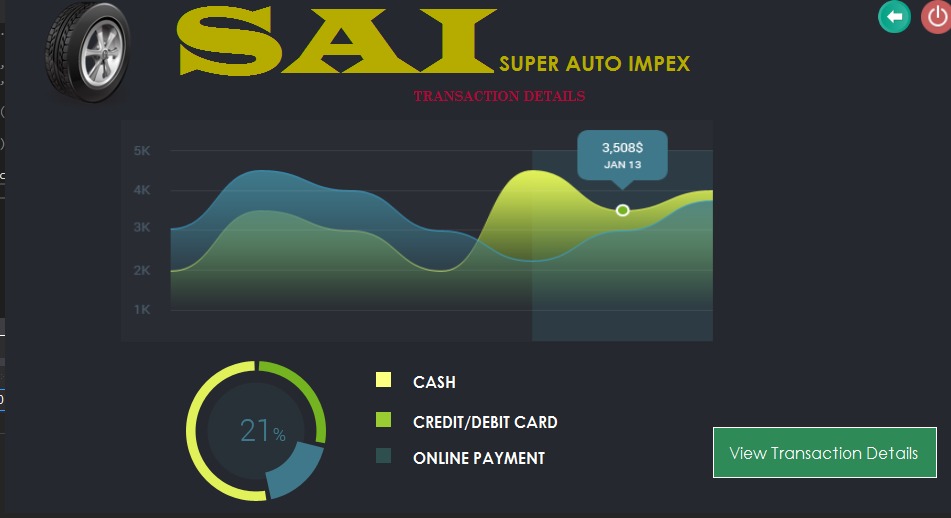 SAI SUPER AUTO IMPEX
TRANSACTION DETAILS
5K
3,508$
JAN 13
4K
3K
2K
1K
21%
CASH
CREDIT/DEBIT CARD
ONLINE PAYMENT
View Transaction Details